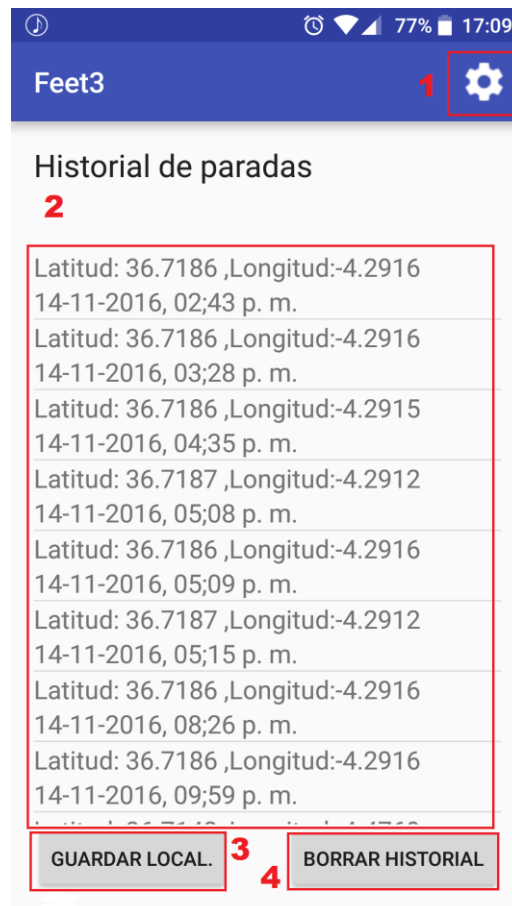 77% 17:09
Feet3 1
Historial de paradas
2
Latitud: 36.7186 ,Longitud:-4.2916
14-11-2016, 02;43 p. m.
Latitud: 36.7186 ,Longitud:-4.2916
14-11-2016, 03;28 p. m.
Latitud: 36.7186 ,Longitud:-4.2915
14-11-2016, 04;35 p. m.
Latitud: 36.7187 ,Longitud:-4.2912
14-11-2016, 05;08 p. m.
Latitud: 36.7186 ,Longitud:-4.2916
14-11-2016, 05;09 p. m.
Latitud: 36.7187 ,Longitud:-4.2912
14-11-2016, 05;15 p. m.
Latitud: 36.7186 ,Longitud:-4.2916
14-11-2016, 08;26 p. m.
Latitud: 36.7186 ,Longitud:-4.2916
14-11-2016, 09;59 p. m.
GUARDAR LOCAL. 3 4 BORRAR HISTORIAL